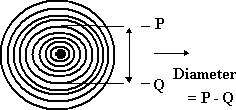 – P
– Q
Diameter
= P - Q